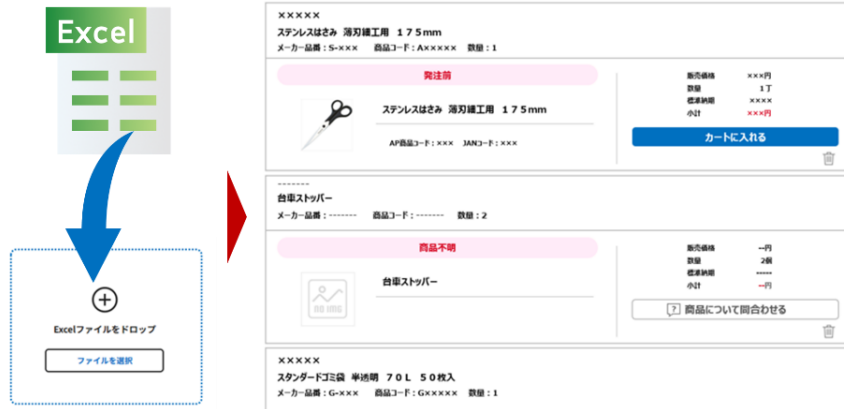 Excel
Excelファイルをドロップ
ファイルを選択
×××××
ステンレスはさみ 薄刃細工用 175mm
メーカー品番:S-××× 商品コード:A××××× 数量:1
発注前
ステンレスはさみ 薄刃細工用 175mm
AP商品コード:××× JANコード:×××
販売価格 ×××円
数量 1丁
標準納期 ××××
小計 ×××円
カートに入れる
-------
台車ストッパー
メーカー品番:------- 商品コード:------- 数量:2
商品不明
NO IMG
台車ストッパー
販売価格 --円
数量 2個
標準納期 -----
小計 --円
? 商品について問合わせる
×××××
スタンダードゴミ袋 半透明 70L 50枚入
メーカー品番:G-××× 商品コード:G××××× 数量:1